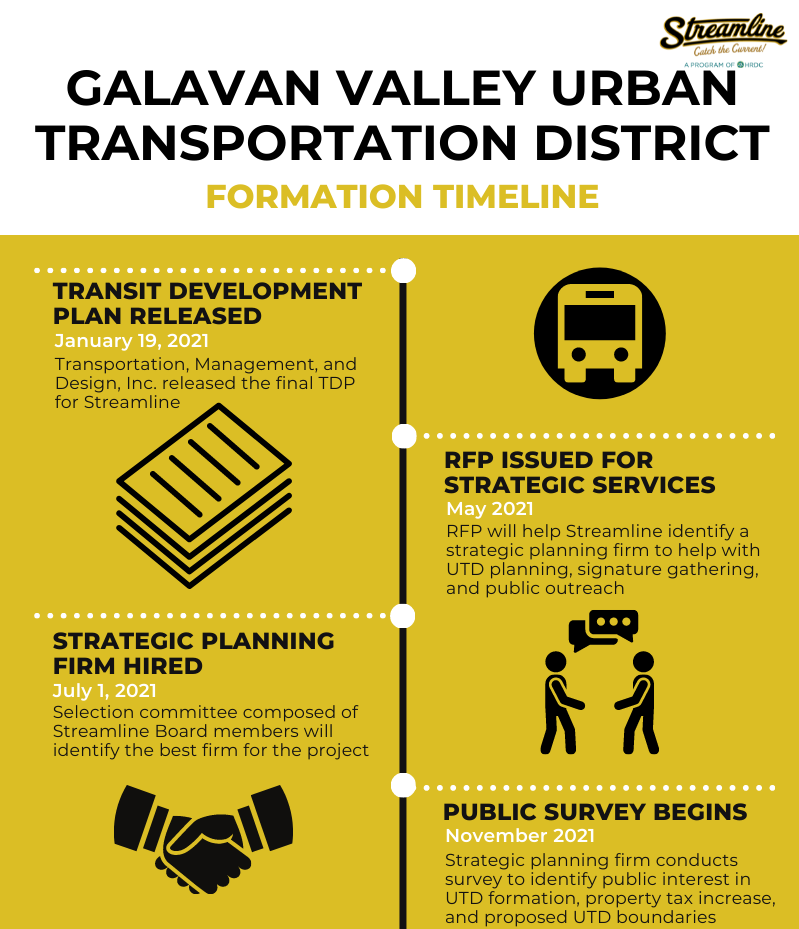 Streamline
Catch the Current!
A PROGRAM OF HRDC
GALAVAN VALLEY URBAN
TRANSPORTATION DISTRICT
FORMATION TIMELINE
TRANSIT DEVELOPMENT
PLAN RELEASED
January 19, 2021
Transportation, Management, and
Design, Inc. released the final TDP
for Streamline
RFP ISSUED FOR
STRATEGIC SERVICES
May 2021
RFP will help Streamline identify a
strategic planning firm to help with
UTD planning, signature gathering,
and public outreach
STRATEGIC PLANNING
FIRM HIRED
July 1, 2021
Selection committee composed of
Streamline Board members will
identify the best firm for the project
PUBLIC SURVEY BEGINS
November 2021
Strategic planning firm conducts
survey to identify public interest in
UTD formation, property tax increase,
and proposed UTD boundaries